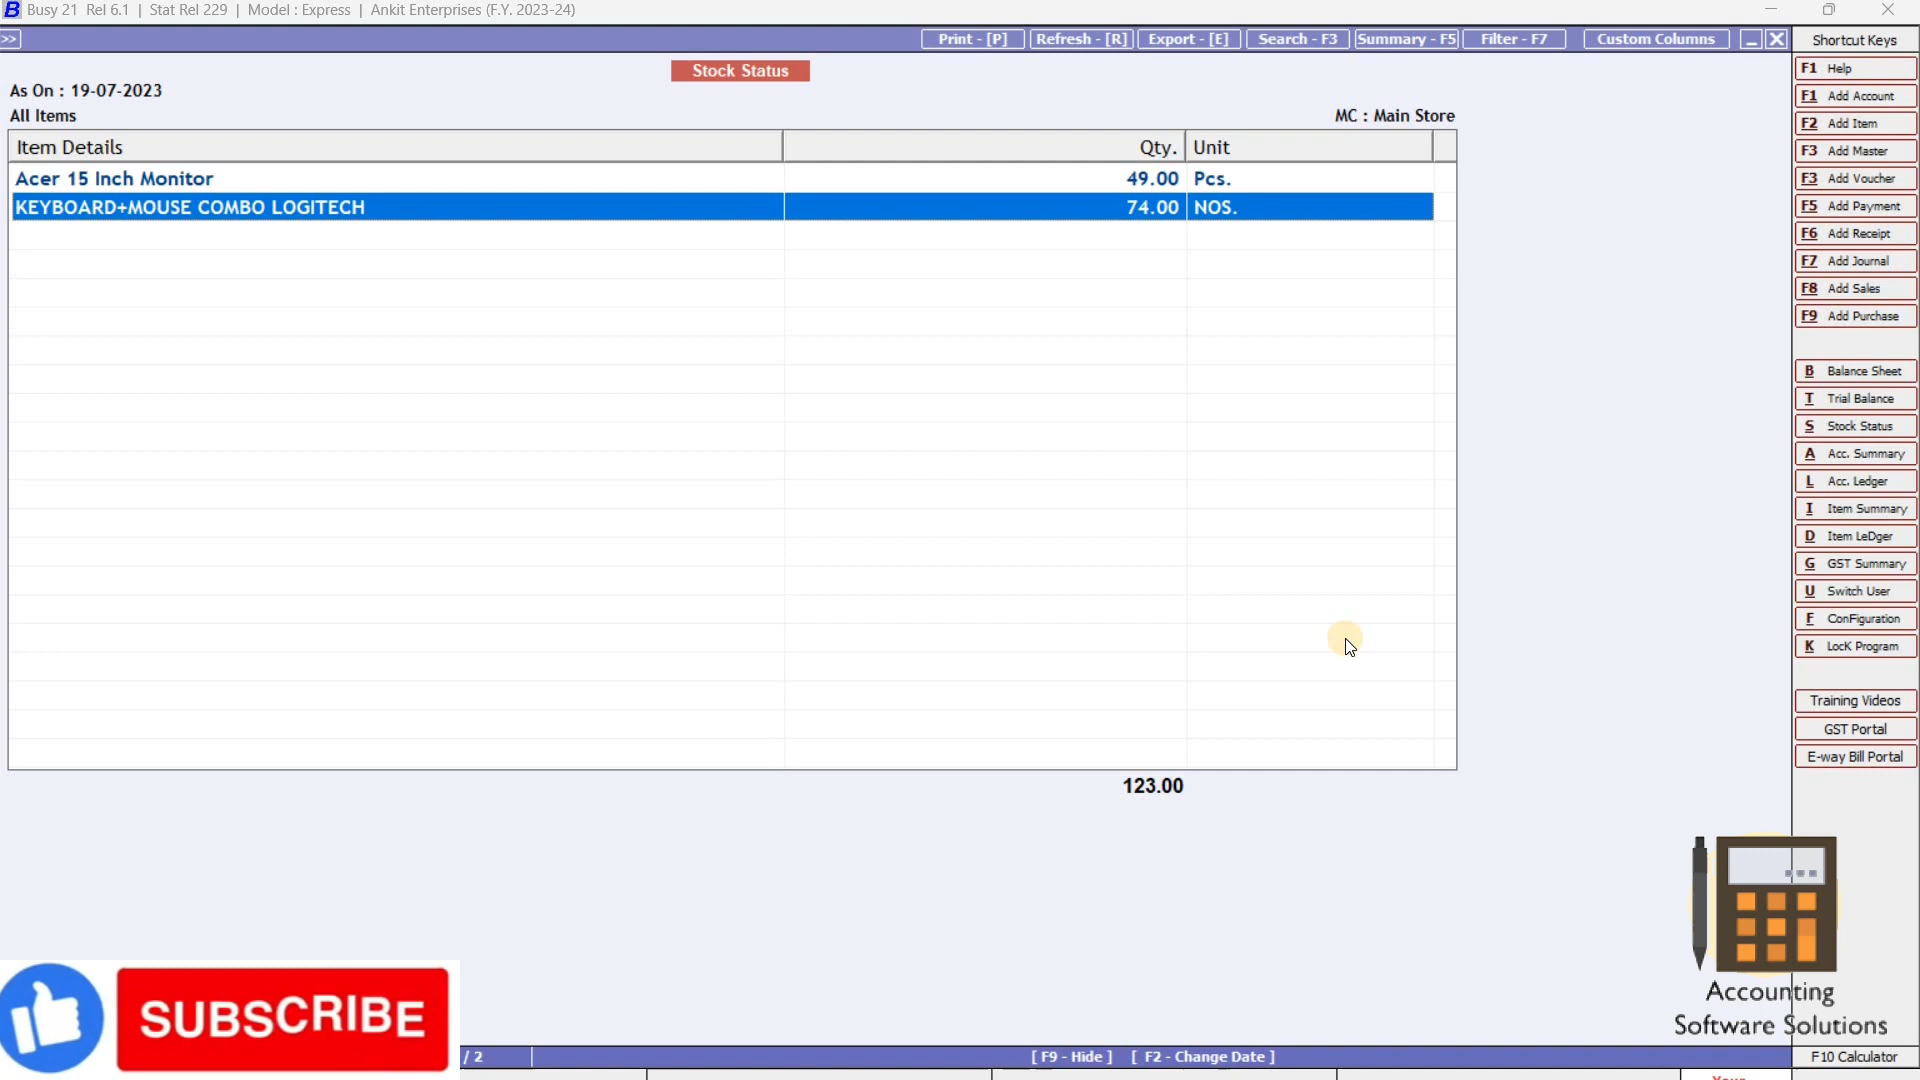 Busy 21 Rel 6.1 | Stat Rel 229 | Model : Express | Ankit Enterprises (F.Y. 2023-24)
>> Print - [P] Refresh - [R] Export - [E] Search - F3 Summary - F5 Filter - F7 Custom Columns Shortcut Keys
Stock Status
As On : 19-07-2023
All Items MC : Main Store
Item Details Qty. Unit
Acer 15 Inch Monitor 49.00 Pcs.
KEYBOARD+MOUSE COMBO LOGITECH 74.00 NOS.
123.00
F1 Help
F1 Add Account
F2 Add Item
F3 Add Master
F3 Add Voucher
F5 Add Payment
F6 Add Receipt
F7 Add Journal
F8 Add Sales
F9 Add Purchase
B Balance Sheet
T Trial Balance
S Stock Status
A Acc. Summary
L Acc. Ledger
I Item Summary
D Item LeDger
G GST Summary
U Switch User
F ConFiguration
K LocK Program
Training Videos
GST Portal
E-way Bill Portal
Accounting
Software Solutions
SUBSCRIBE
/ 2 [ F9 - Hide ] [ F2 - Change Date ] F10 Calculator